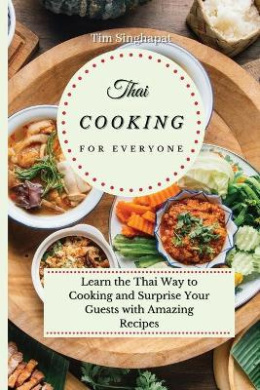 Tim Singhapat
Thai
COOKING
FOR EVERYONE
Learn the Thai Way to
Cooking and Surprise Your
Guests with Amazing
Recipes